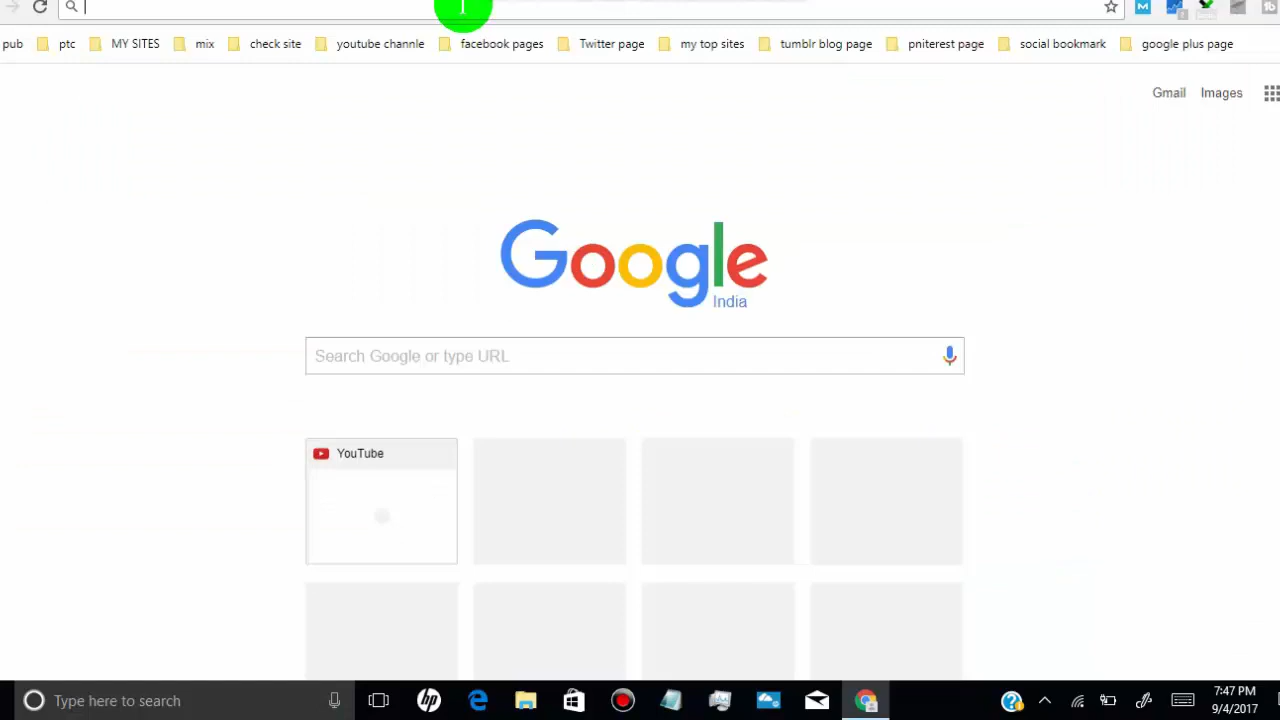 pub ptc MY SITES mix check site youtube channle facebook pages Twitter page my top sites tumblr blog page pniterest page social bookmark google plus page
Gmail Images
Google
India
Search Google or type URL
YouTube
Type here to search
7:47 PM
9/4/2017